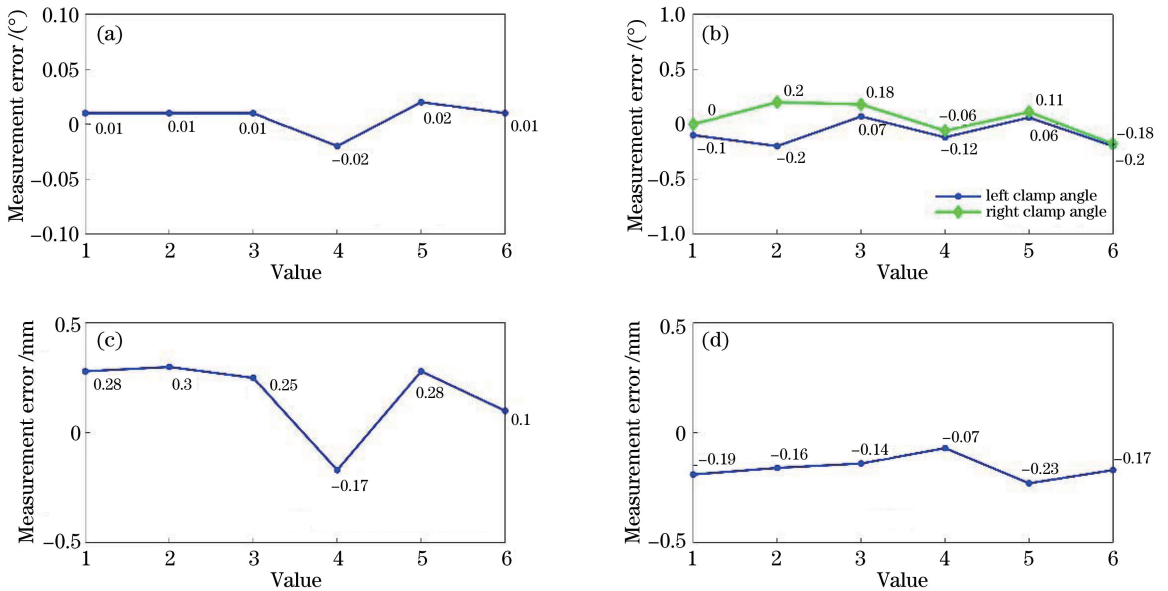 (a)
Measurement error /(°)
0.10
0.05
0
−0.05
−0.10
0.01
0.01
0.01
−0.02
0.02
0.01
1 2 3 4 5 6
Value
(b)
Measurement error /(°)
1.0
0.5
0
−0.5
−1.0
0
0.2
0.18
−0.06
0.11
−0.18
−0.1
−0.2
0.07
−0.12
0.06
−0.2
left clamp angle
right clamp angle
1 2 3 4 5 6
Value
(c)
Measurement error /mm
0.5
0
−0.5
0.28
0.3
0.25
−0.17
0.28
0.1
1 2 3 4 5 6
Value
(d)
Measurement error /mm
0.5
0
−0.5
−0.19
−0.16
−0.14
−0.07
−0.23
−0.17
1 2 3 4 5 6
Value